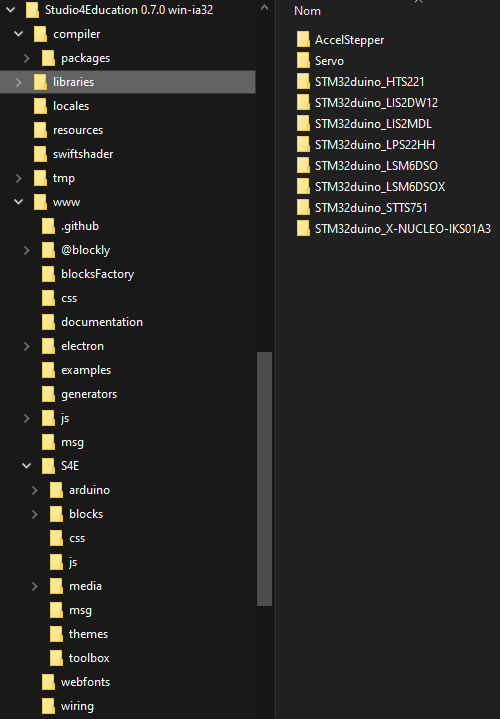 Studio4Education 0.7.0 win-ia32
compiler
packages
libraries
locales
resources
swiftshader
tmp
www
.github
@blockly
blocksFactory
css
documentation
electron
examples
generators
js
msg
S4E
arduino
blocks
css
js
media
msg
themes
toolbox
webfonts
wiring
Nom
AccelStepper
Servo
STM32duino_HTS221
STM32duino_LIS2DW12
STM32duino_LIS2MDL
STM32duino_LPS22HH
STM32duino_LSM6DSO
STM32duino_LSM6DSOX
STM32duino_STTS751
STM32duino_X-NUCLEO-IKS01A3